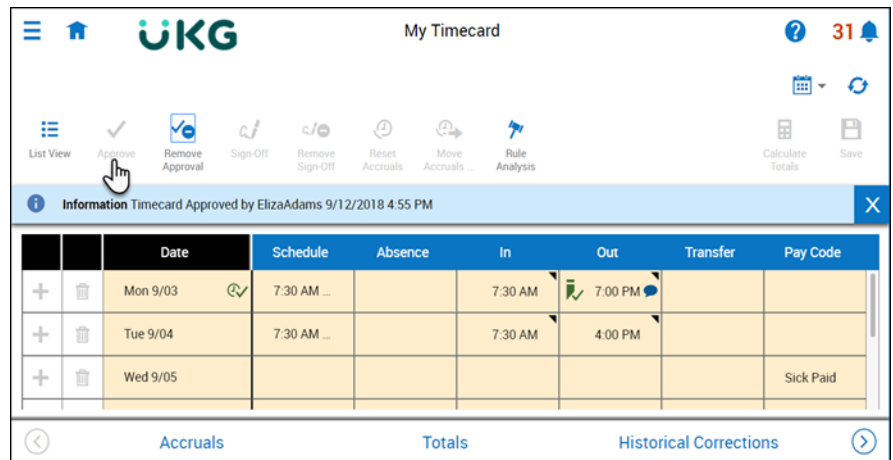 UKG
My Timecard
?
31
List View
Approve
Remove Approval
Sign-Off
Remove Sign-Off
Reset Accruals
Move Accruals ...
Rule Analysis
Calculate Totals
Save
Information Timecard Approved by ElizaAdams 9/12/2018 4:55 PM
X
Date Schedule Absence In Out Transfer Pay Code
Mon 9/03 7:30 AM ... 7:30 AM 7:00 PM
Tue 9/04 7:30 AM ... 7:30 AM 4:00 PM
Wed 9/05 Sick Paid
Accruals Totals Historical Corrections